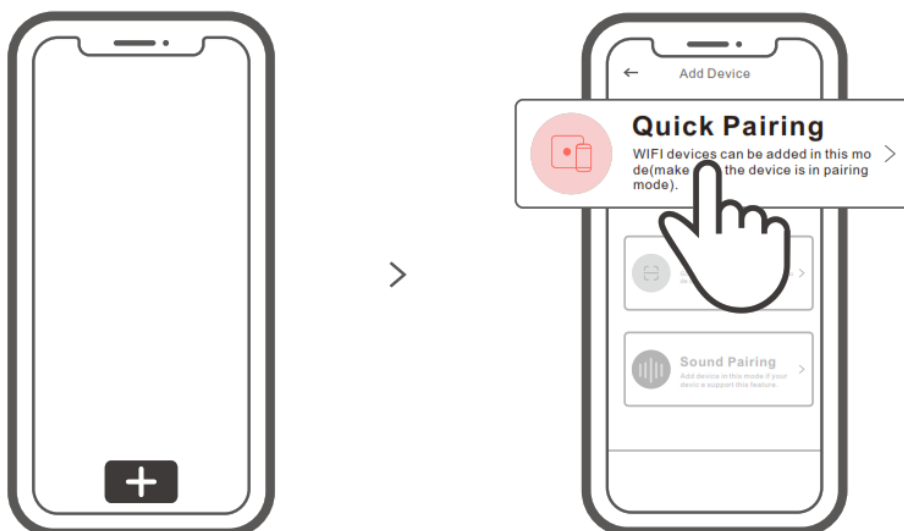 Add Device
Quick Pairing
WIFI devices can be added in this mo
de(make the device is in pairing
mode).
Sound Pairing
Add device in this mode if your
devic e support this feature.